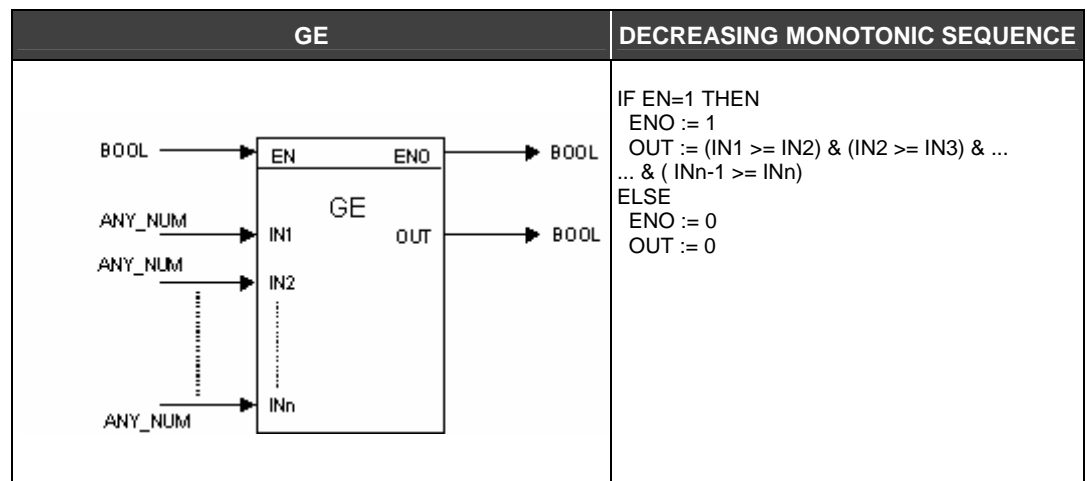 GE
DECREASING MONOTONIC SEQUENCE
BOOL
EN
ENO
BOOL
GE
ANY_NUM
IN1
OUT
BOOL
ANY_NUM
IN2
INn
ANY_NUM
IF EN=1 THEN
ENO := 1
OUT := (IN1 >= IN2) & (IN2 >= IN3) & ...
... & ( INn-1 >= INn)
ELSE
ENO := 0
OUT := 0